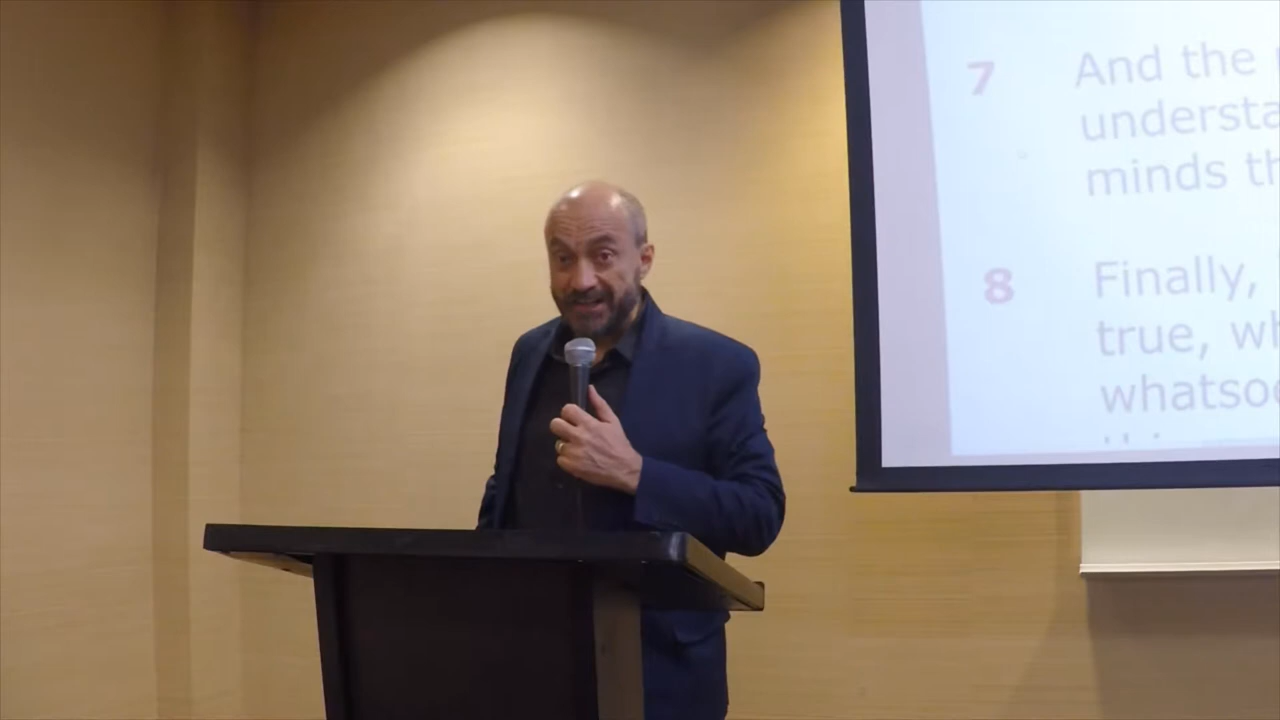 7 And the
understa
minds th
8 Finally,
true, wh
whatsoe